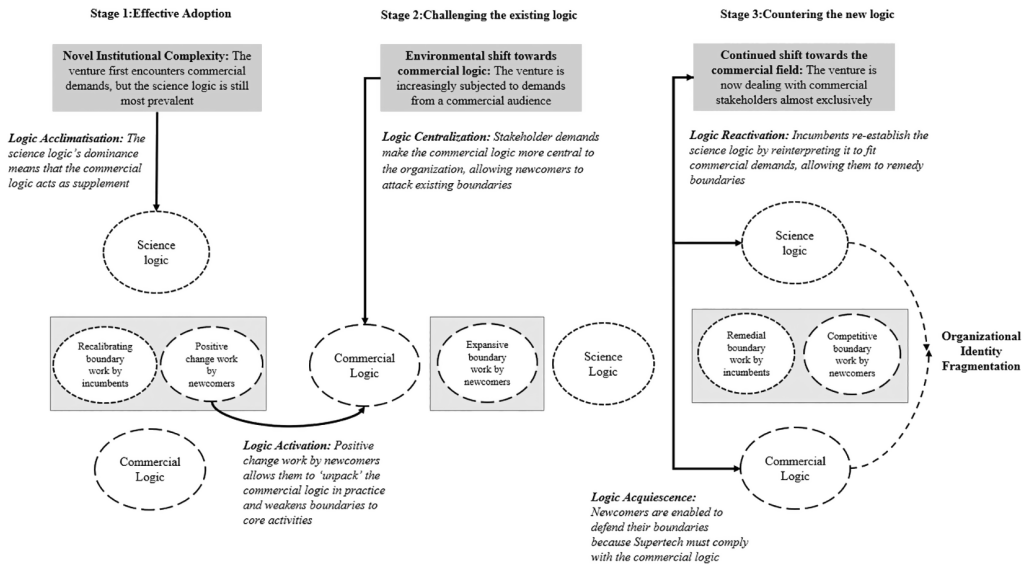 Stage 1:Effective Adoption
Novel Institutional Complexity: The
venture first encounters commercial
demands, but the science logic is still
most prevalent
Logic Acclimatisation: The
science logic's dominance
means that the commercial
logic acts as supplement
Science
logic
Recalibrating
boundary
work by
incumbents
Positive
change work
by
newcomers
Commercial
Logic
Logic Activation: Positive
change work by newcomers
allows them to 'unpack' the
commercial logic in practice
and weakens boundaries to
core activities
Stage 2:Challenging the existing logic
Environmental shift towards
commercial logic: The venture is
increasingly subjected to demands
from a commercial audience
Logic Centralization: Stakeholder demands
make the commercial logic more central to
the organization, allowing newcomers to
attack existing boundaries
Commercial
Logic
Expansive
boundary
work by
newcomers
Science
Logic
Stage 3:Countering the new logic
Continued shift towards the
commercial field: The venture is
now dealing with commercial
stakeholders almost exclusively
Logic Reactivation: Incumbents re-establish the
science logic by reinterpreting it to fit
commercial demands, allowing them to remedy
boundaries
Science
logic
Remedial
boundary
work by
incumbents
Competitive
boundary
work by
newcomers
Organizational
Identity
Fragmentation
Commercial
Logic
Logic Acquiescence:
Newcomers are enabled to
defend their boundaries
because Supertech must comply
with the commercial logic